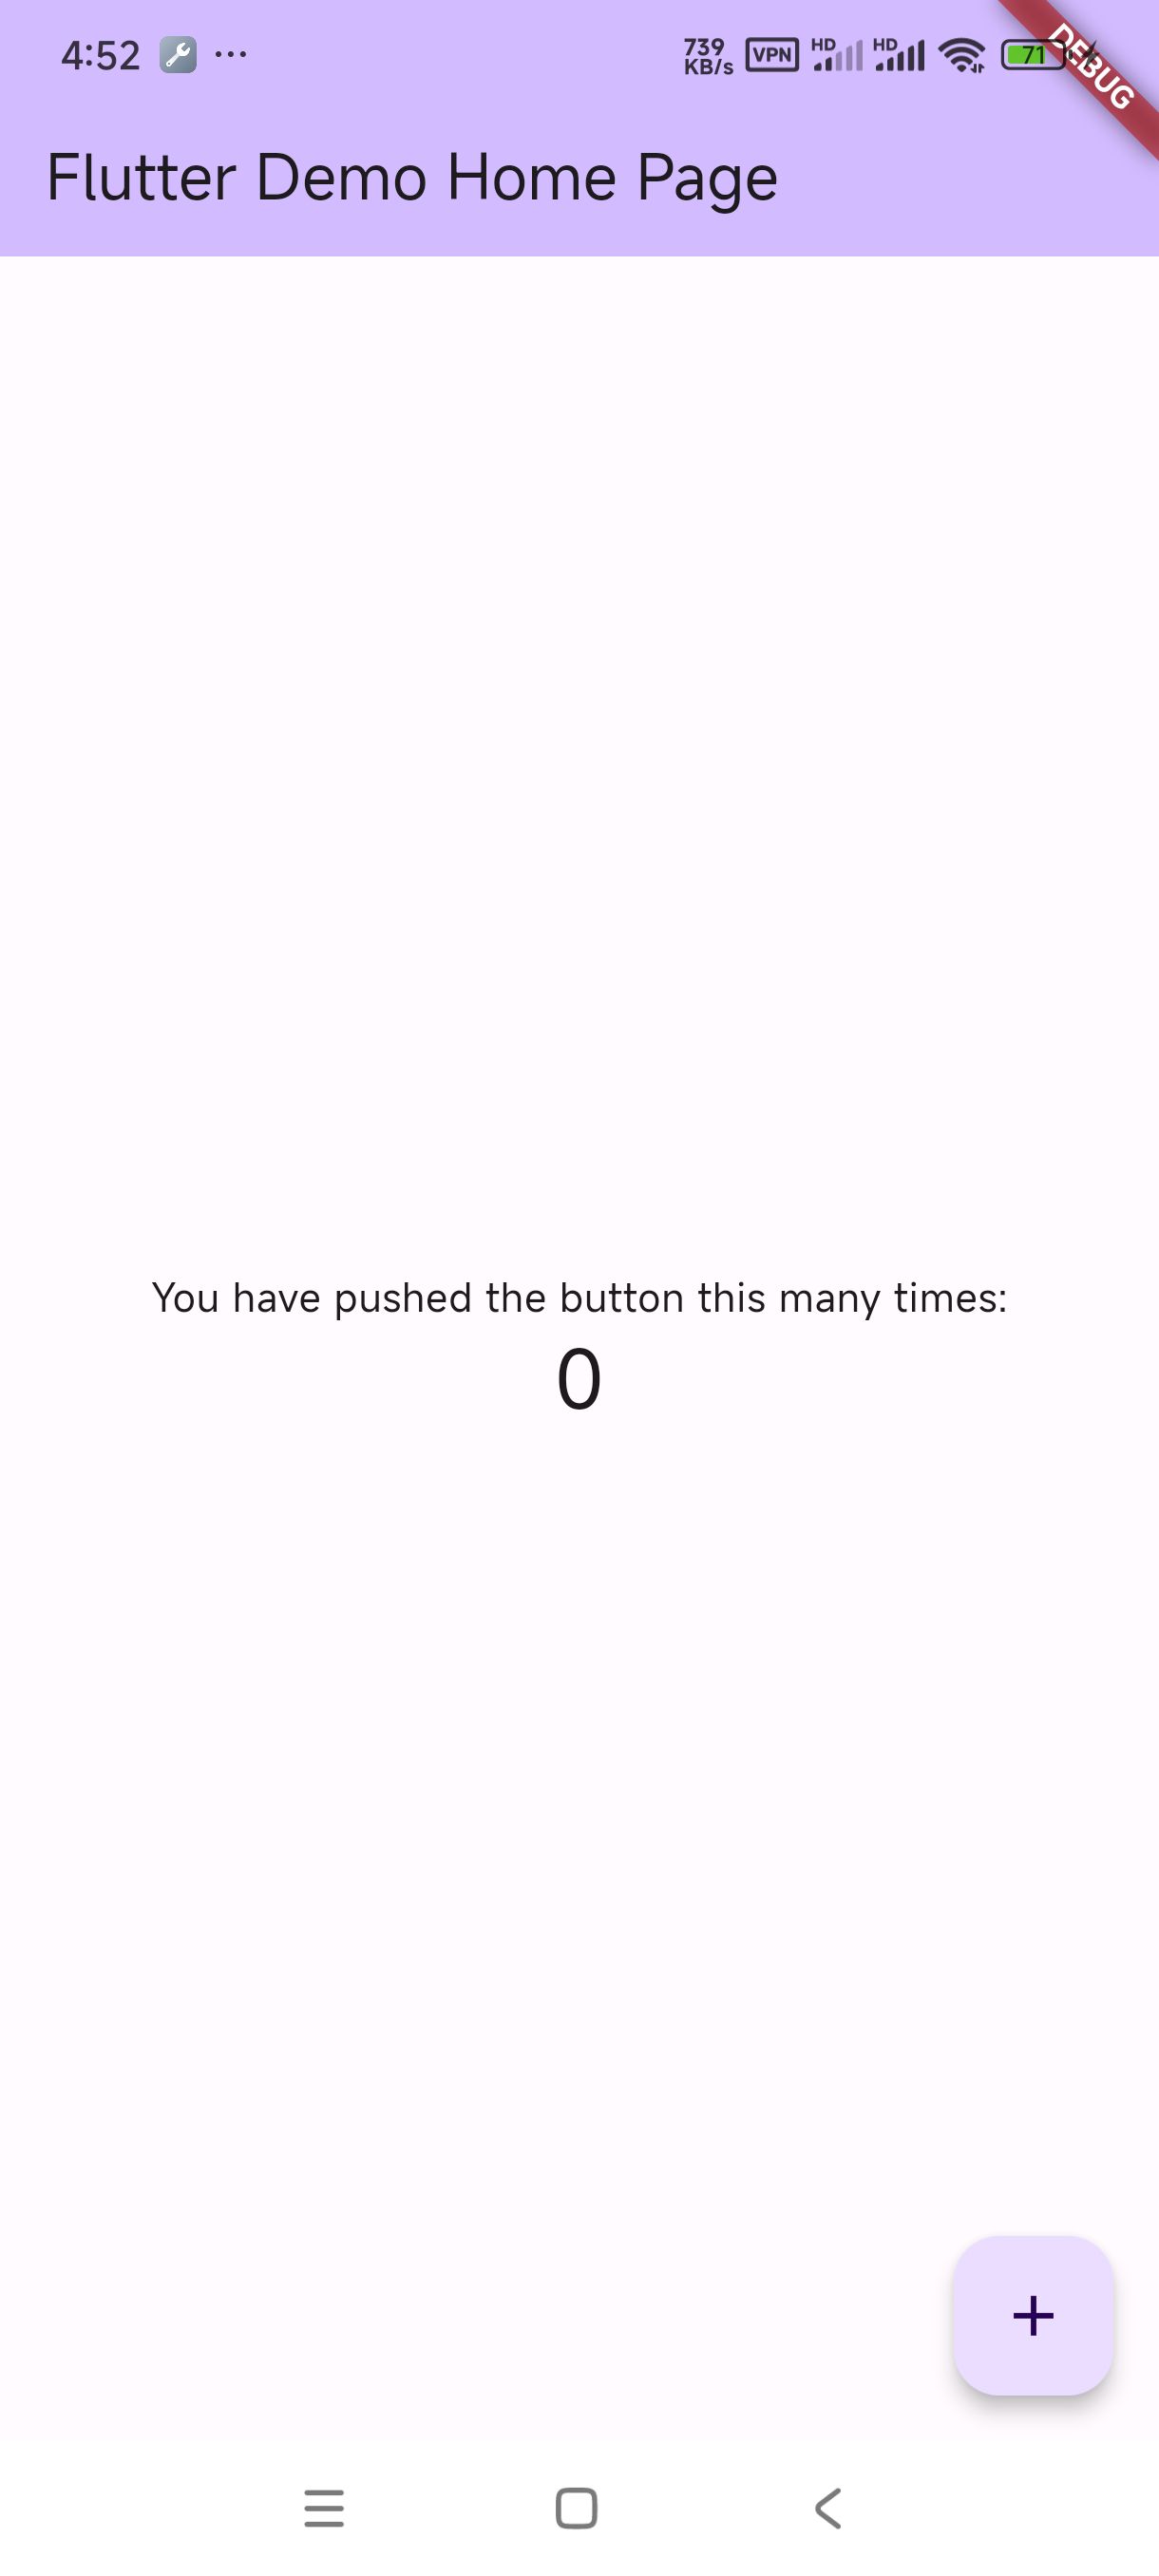 4:52 ... 739 KB/s VPN HD HD 71 DEBUG
Flutter Demo Home Page
You have pushed the button this many times:
0
+